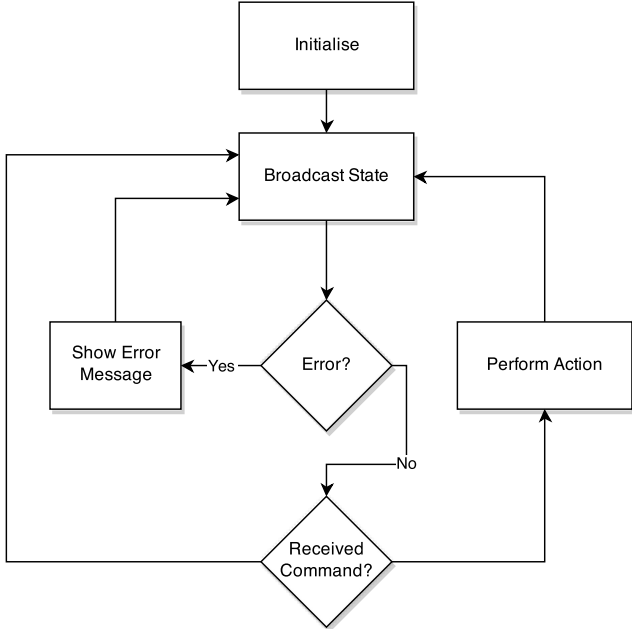 Initialise
Broadcast State
Show Error
Message
Yes
Error?
Perform Action
No
Received
Command?